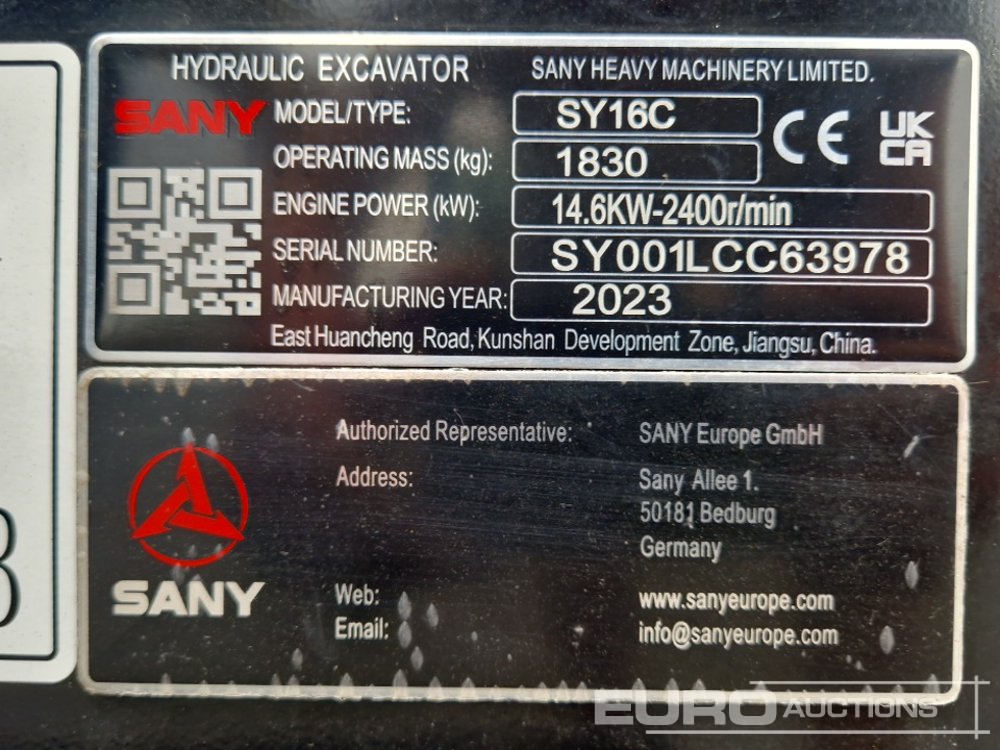 HYDRAULIC EXCAVATOR SANY HEAVY MACHINERY LIMITED.
SANY MODEL/TYPE: SY16C CE UK CA
OPERATING MASS (kg): 1830
ENGINE POWER (kW): 14.6KW-2400r/min
SERIAL NUMBER: SY001LCC63978
MANUFACTURING YEAR: 2023
East Huancheng Road, Kunshan Development Zone, Jiangsu, China.
Authorized Representative: SANY Europe GmbH
Address: Sany Allee 1.
50181 Bedburg
Germany
SANY
Web: www.sanyeurope.com
Email: info@sanyeurope.com
EURO AUCTIONS